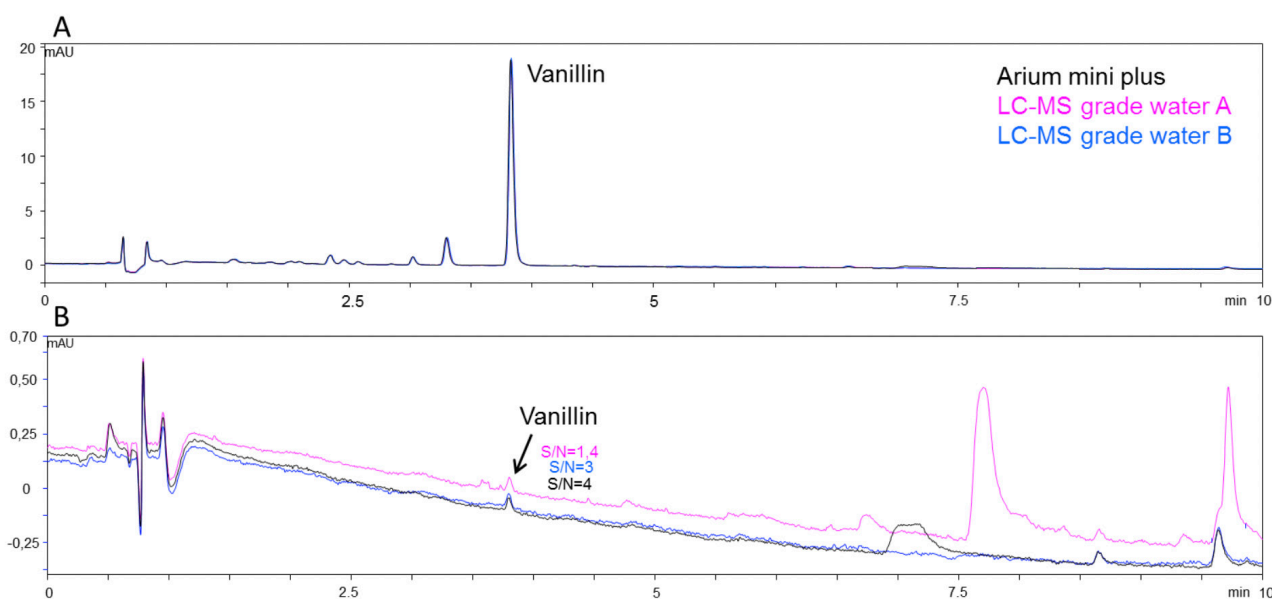 A
20
mAU
15
10
5
0
Vanillin
Arium mini plus
LC-MS grade water A
LC-MS grade water B
0
2.5
5
7.5
min
10
B
0,70
mAU
0,50
0,25
0
-0,25
Vanillin
S/N=1,4
S/N=3
S/N=4
0
2.5
5
7.5
min
10